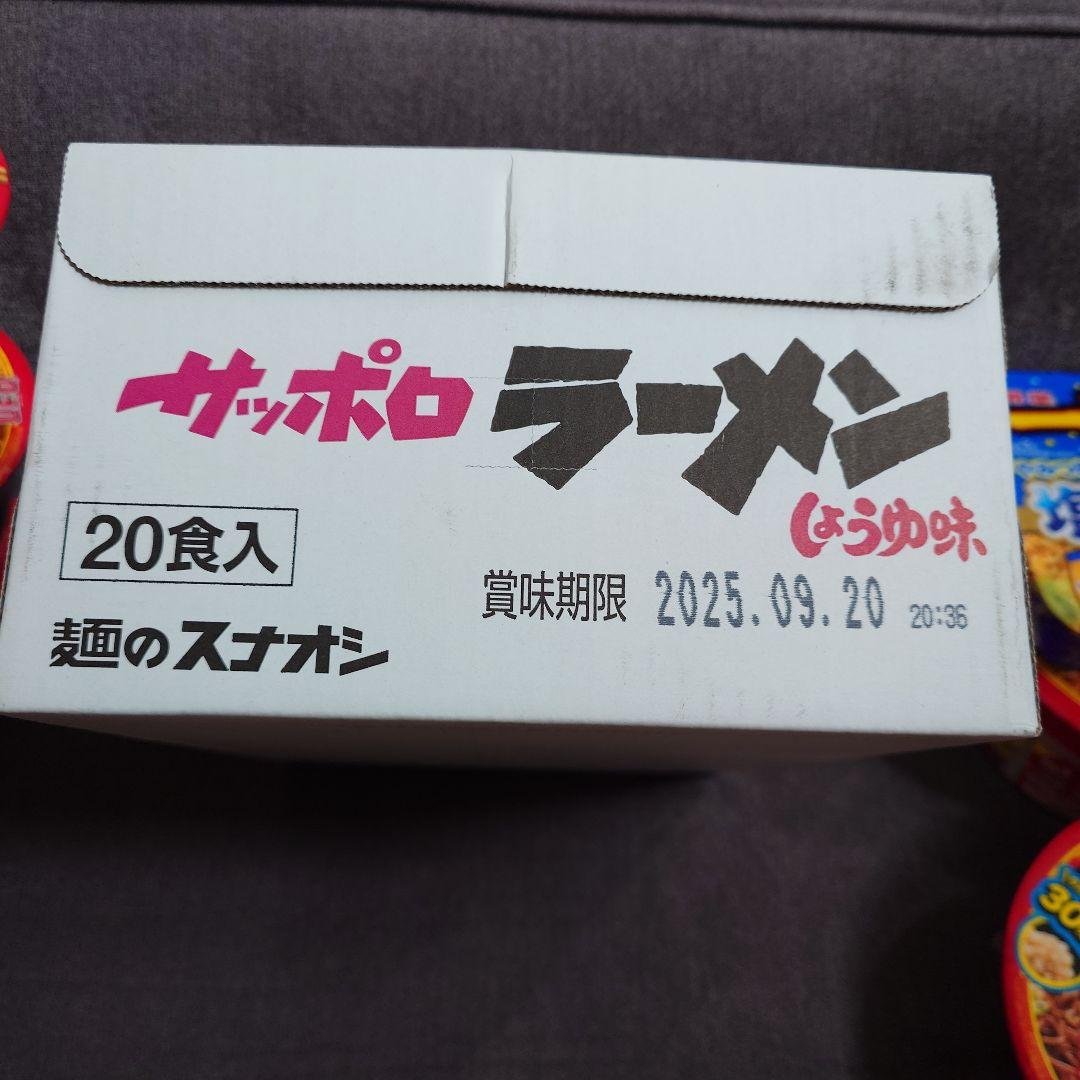 サッポロ ラーメン
しょうゆ味
20食入
賞味期限 2025.09.20 20:36
麺のスナオシ
30